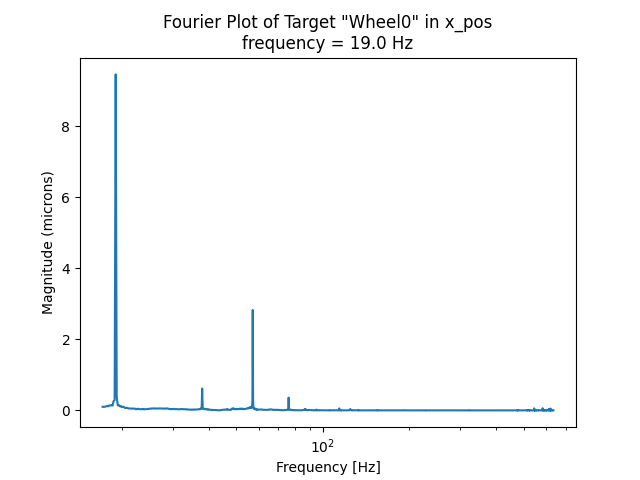 Fourier Plot of Target "Wheel0" in x_pos
frequency = 19.0 Hz
Magnitude (microns)
8
6
4
2
0
10²
Frequency [Hz]